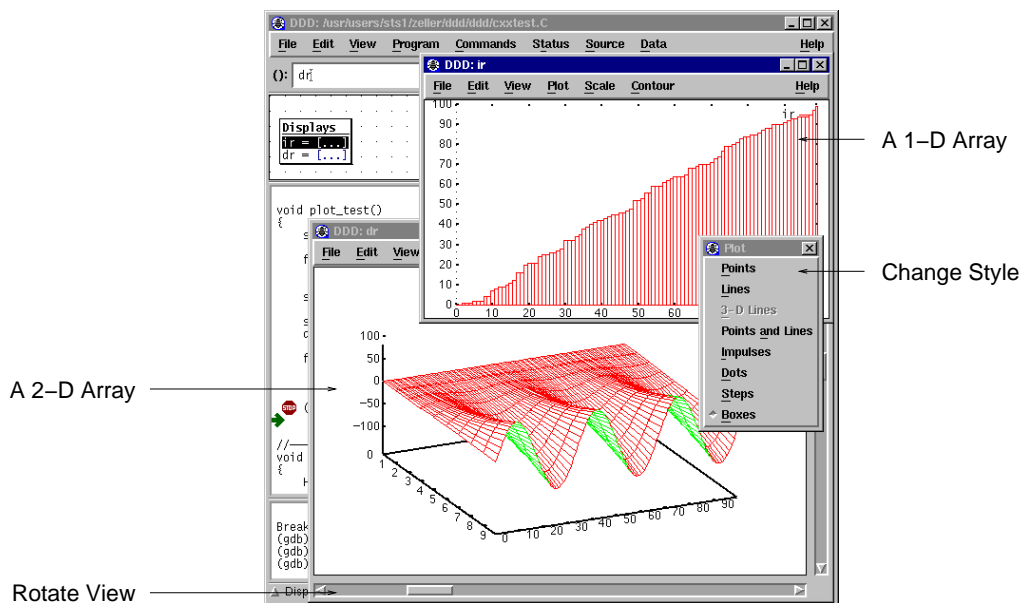 DDD: /usr/users/sts1/zeller/ddd/ddd/cxxtest.C
File Edit View Program Commands Status Source Data Help
(): dr
DDD: ir
File Edit View Plot Scale Contour Help
Displays
ir = [...]
dr = [...]
100
90
80
70
60
50
40
30
20
10
0
ir
0 10 20 30 40 50 60
A 1–D Array
void plot_test()
{
DDD: dr
File Edit View
Plot
Points
Lines
3-D Lines
Points and Lines
Impulses
Dots
Steps
Boxes
Change Style
100
50
0
−50
−100
0
1
2
3
4
5
6
7
8
9
0 10 20 30 40 50 60 70 80 90
A 2–D Array
STOP
//
void
{
Break
(gdb)
(gdb)
(gdb)
Disp
Rotate View